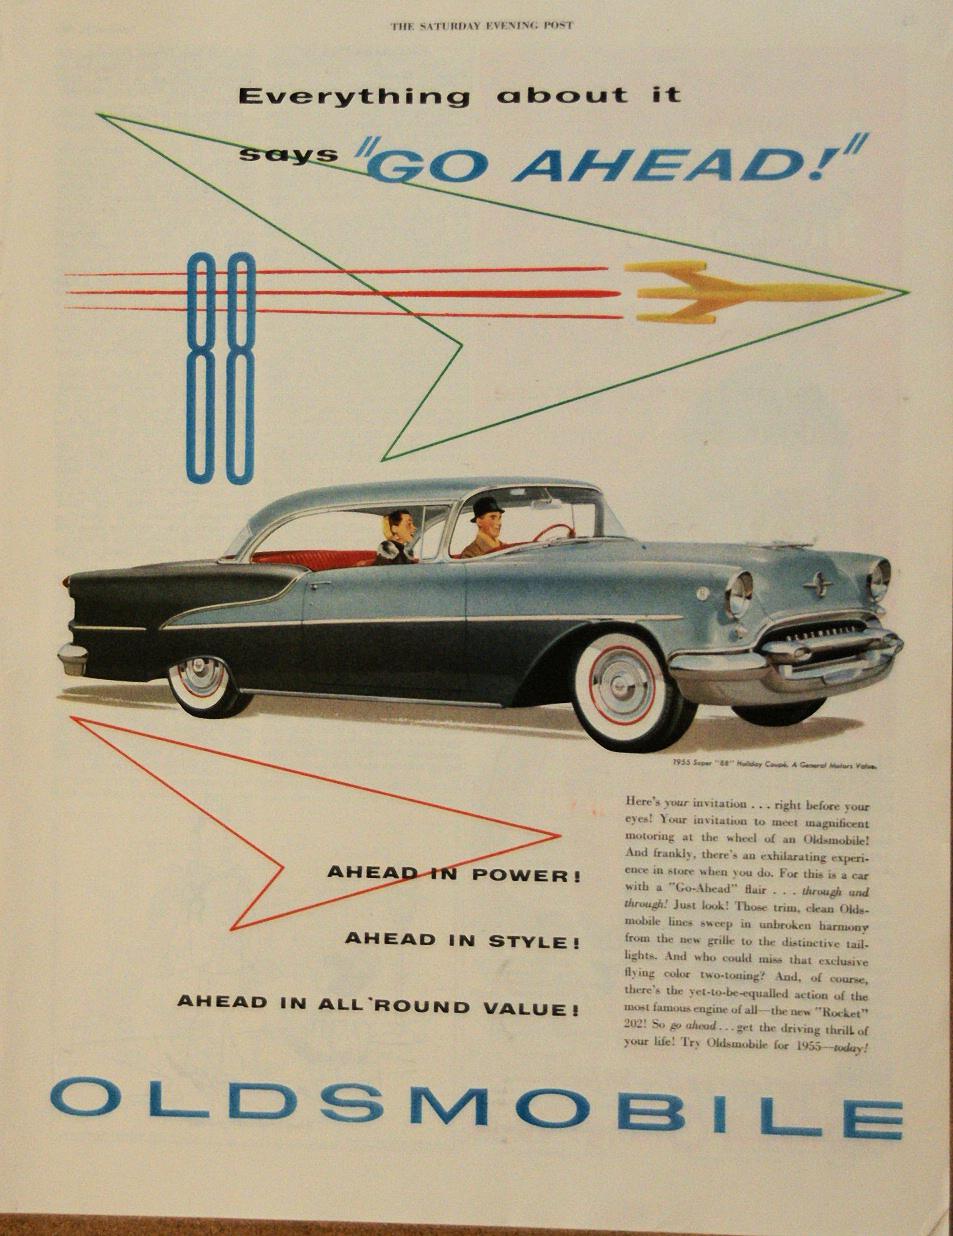 THE SATURDAY EVENING POST
Everything about it
says "GO AHEAD!"
88
1955 Super "88" Holiday Coupé, A General Motors Value.
Here's your invitation . . . right before your
eyes! Your invitation to meet magnificent
motoring at the wheel of an Oldsmobile!
And frankly, there's an exhilarating experi-
ence in store when you do. For this is a car
with a "Go-Ahead" flair . . . through and
through! Just look! Those trim, clean Olds-
mobile lines sweep in unbroken harmony
from the new grille to the distinctive tail-
lights. And who could miss that exclusive
flying color two-toning? And, of course,
there's the yet-to-be-equalled action of the
most famous engine of all—the new "Rocket"
202! So go ahead . . . get the driving thrill of
your life! Try Oldsmobile for 1955—today!
AHEAD IN POWER!
AHEAD IN STYLE!
AHEAD IN ALL 'ROUND VALUE!
OLDSMOBILE